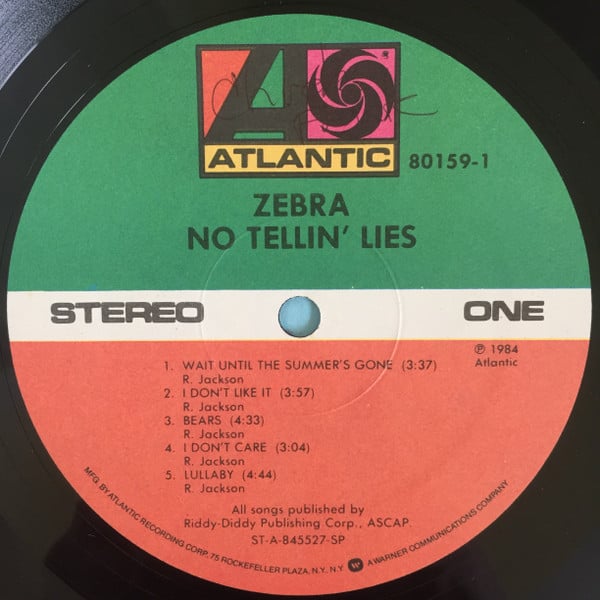 ATLANTIC 80159-1
ZEBRA
NO TELLIN' LIES
STEREO ONE
℗ 1984
Atlantic
1. WAIT UNTIL THE SUMMER'S GONE (3:37)
R. Jackson
2. I DON'T LIKE IT (3:57)
R. Jackson
3. BEARS (4:33)
R. Jackson
4. I DON'T CARE (3:04)
R. Jackson
5. LULLABY (4:44)
R. Jackson
All songs published by
Riddy-Diddy Publishing Corp., ASCAP.
ST-A-845527-SP
MFG. BY ATLANTIC RECORDING CORP. 75 ROCKEFELLER PLAZA, N.Y. N.Y. A WARNER COMMUNICATIONS COMPANY